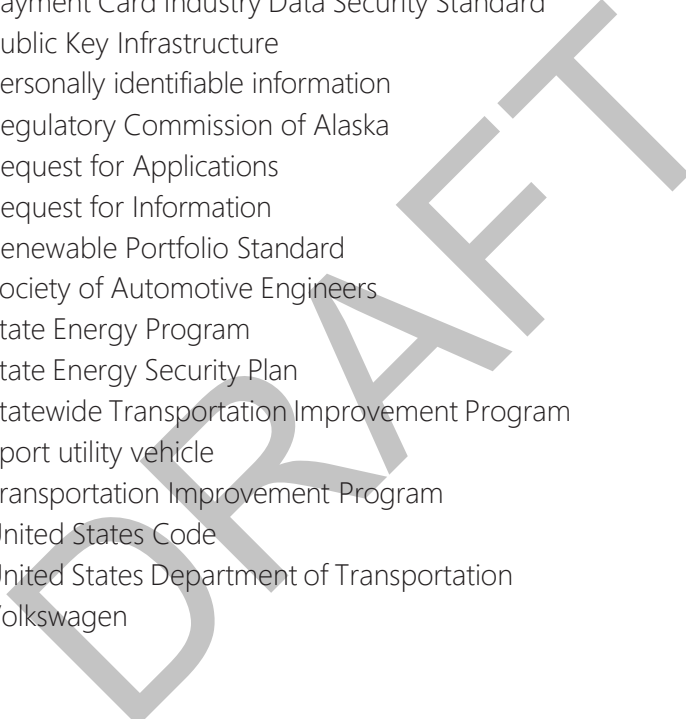 ayment Card Industry Data Security Standard
ublic Key Infrastructure
ersonally identifiable information
egulatory Commission of Alaska
equest for Applications
equest for Information
enewable Portfolio Standard
ociety of Automotive Engineers
tate Energy Program
tate Energy Security Plan
tatewide Transportation Improvement Program
port utility vehicle
ransportation Improvement Program
nited States Code
nited States Department of Transportation
olkswagen
DRAFT